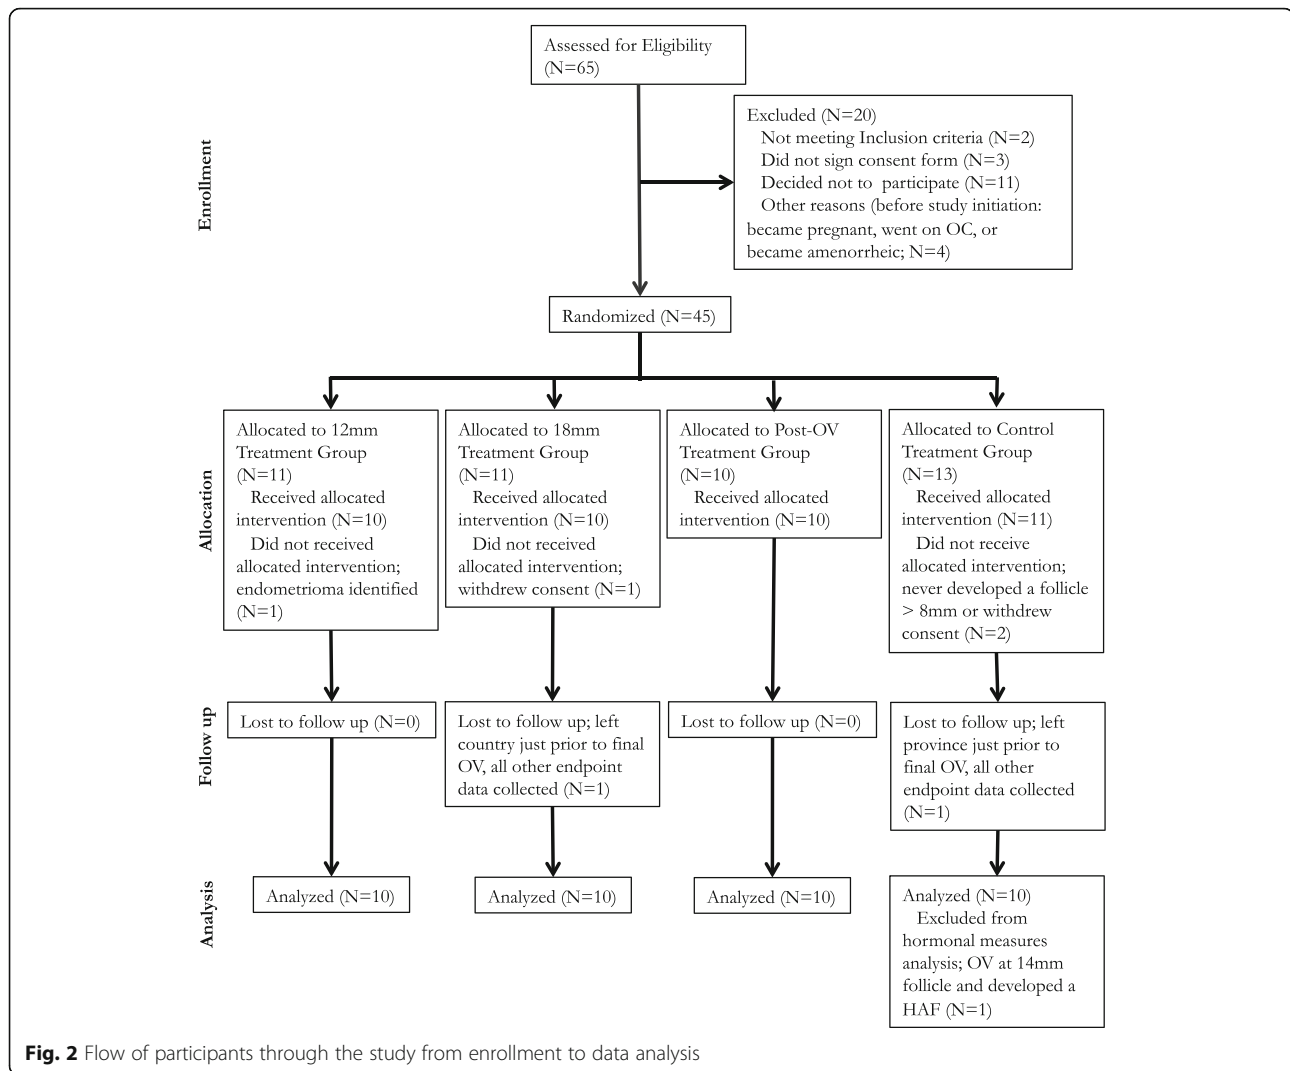 Assessed for Eligibility
(N=65)
Enrollment
Excluded (N=20)
Not meeting Inclusion criteria (N=2)
Did not sign consent form (N=3)
Decided not to participate (N=11)
Other reasons (before study initiation:
became pregnant, went on OC, or
became amenorrheic; N=4)
Randomized (N=45)
Allocation
Allocated to 12mm
Treatment Group
(N=11)
Received allocated
intervention (N=10)
Did not received
allocated intervention;
endometrioma identified
(N=1)
Allocated to 18mm
Treatment Group
(N=11)
Received allocated
intervention (N=10)
Did not received
allocated intervention;
withdrew consent (N=1)
Allocated to Post-OV
Treatment Group
(N=10)
Received allocated
intervention (N=10)
Allocated to Control
Treatment Group
(N=13)
Received allocated
intervention (N=11)
Did not receive
allocated intervention;
never developed a follicle
> 8mm or withdrew
consent (N=2)
Follow up
Lost to follow up (N=0)
Lost to follow up; left
country just prior to final
OV, all other endpoint
data collected (N=1)
Lost to follow up (N=0)
Lost to follow up; left
province just prior to
final OV, all other
endpoint data collected
(N=1)
Analysis
Analyzed (N=10)
Analyzed (N=10)
Analyzed (N=10)
Analyzed (N=10)
Excluded from
hormonal measures
analysis; OV at 14mm
follicle and developed a
HAF (N=1)
Fig. 2 Flow of participants through the study from enrollment to data analysis